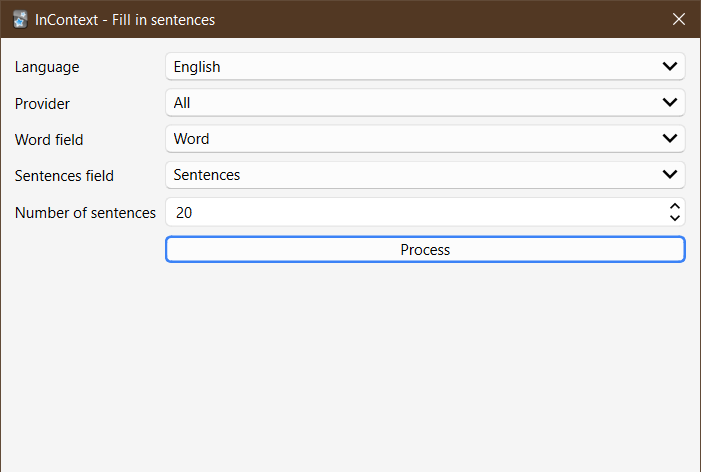 InContext - Fill in sentences
Language English
Provider All
Word field Word
Sentences field Sentences
Number of sentences 20
Process